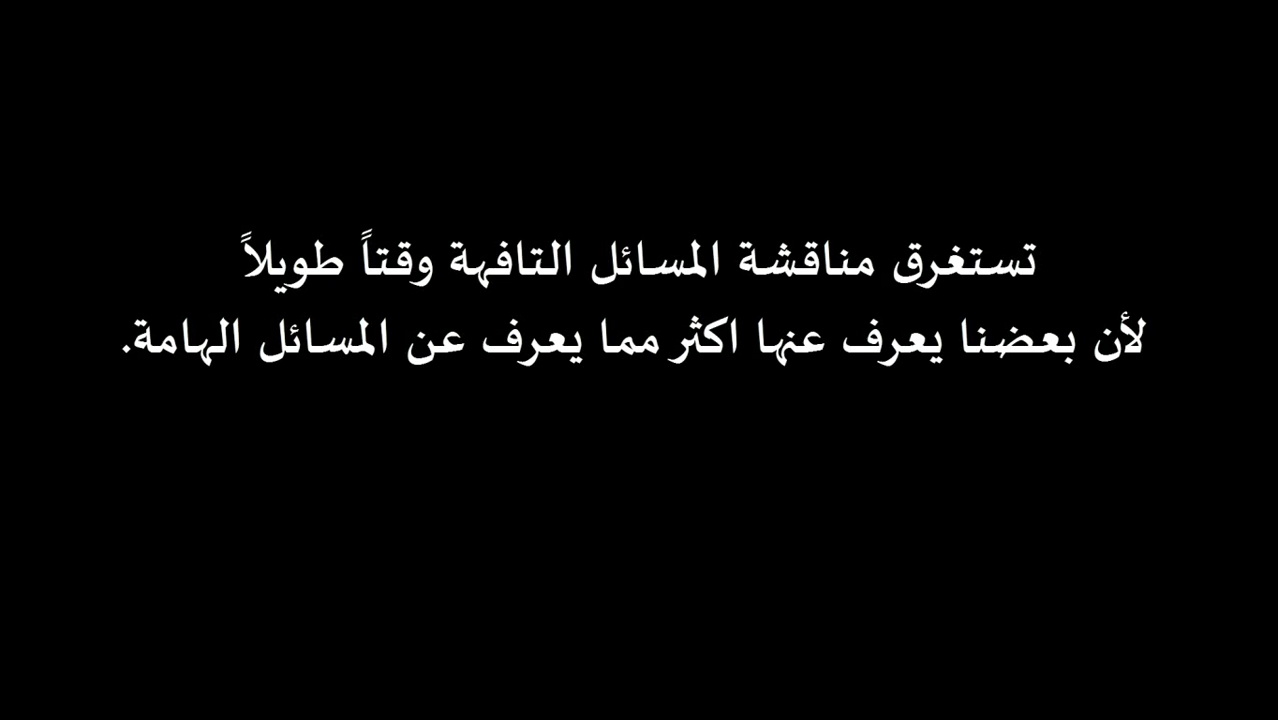 تستغرق مناقشة المسائل التافهة وقتاً طويلاً
لأن بعضنا يعرف عنها اكثر مما يعرف عن المسائل الهامة.